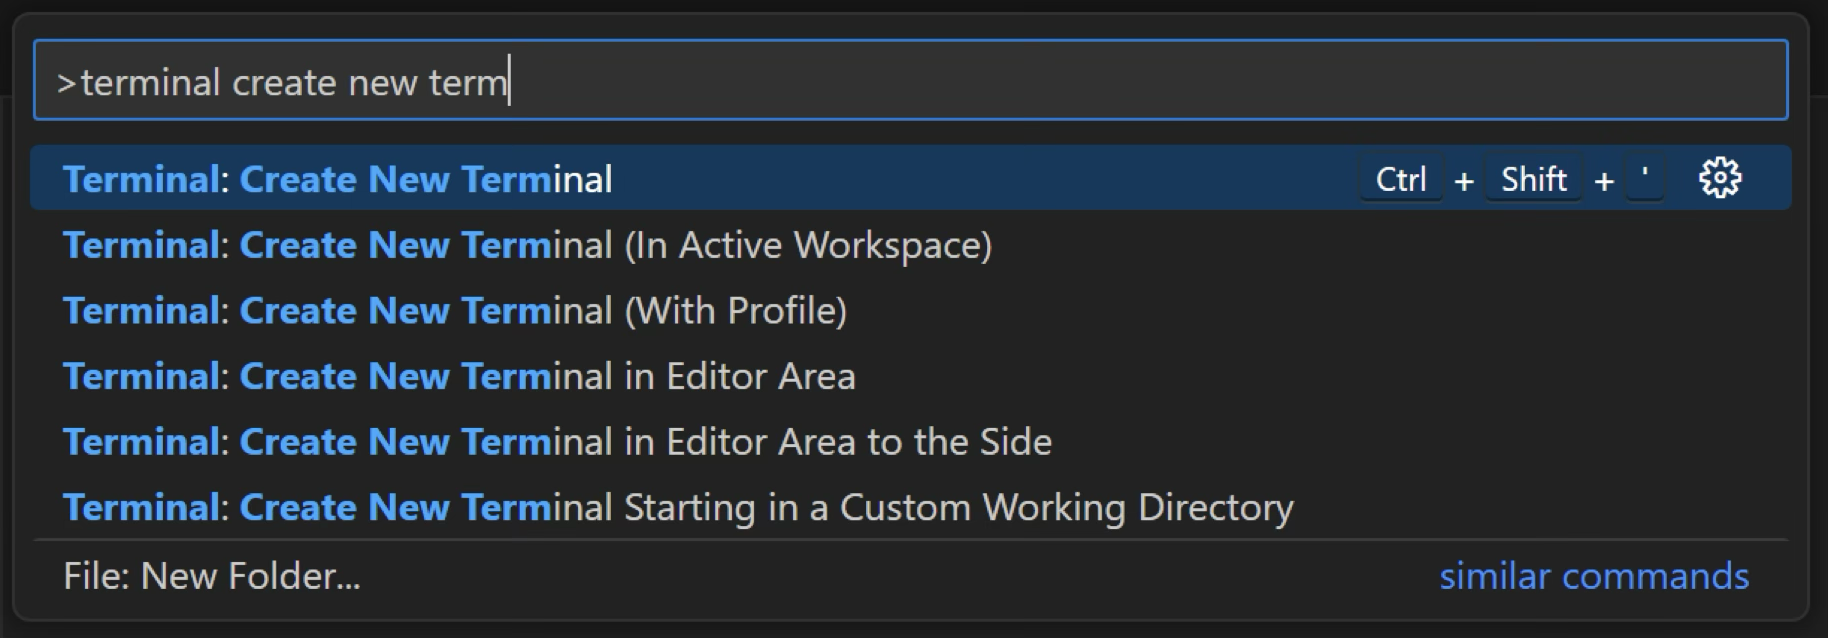 >terminal create new term
Terminal: Create New Terminal Ctrl + Shift + '
Terminal: Create New Terminal (In Active Workspace)
Terminal: Create New Terminal (With Profile)
Terminal: Create New Terminal in Editor Area
Terminal: Create New Terminal in Editor Area to the Side
Terminal: Create New Terminal Starting in a Custom Working Directory
File: New Folder... similar commands